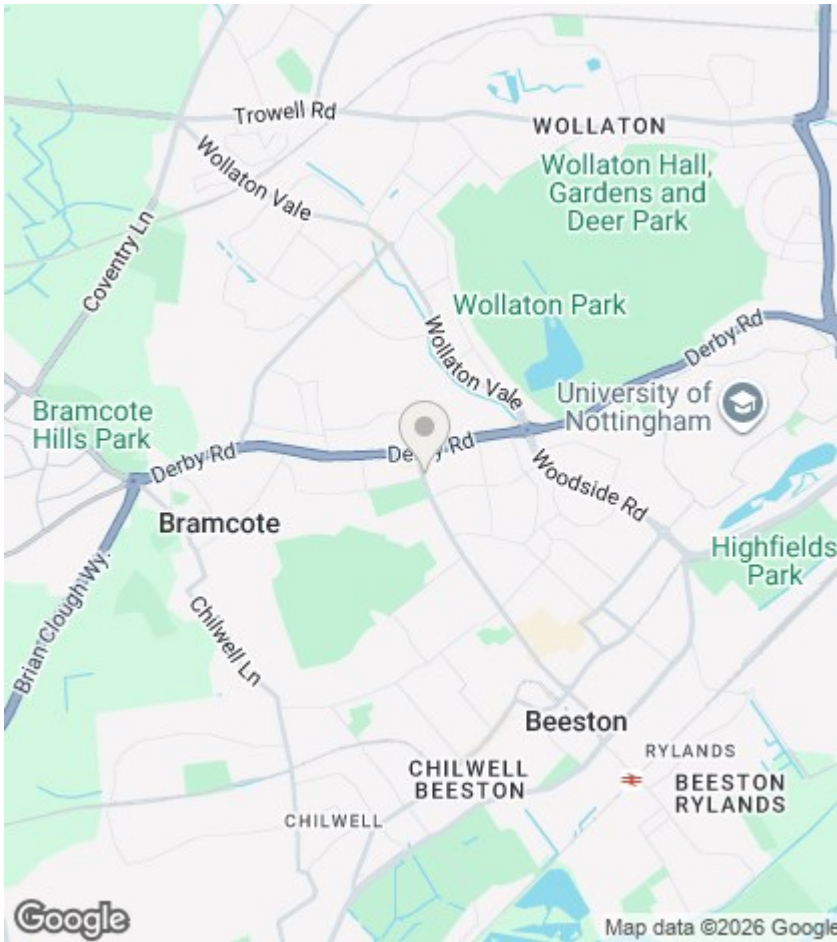 Trowell Rd
WOLLATON
Wollaton Vale
Wollaton Hall,
Gardens and
Deer Park
Coventry Ln
Wollaton Park
Wollaton Vale
Derby Rd
University of
Nottingham
Bramcote
Hills Park
Derby Rd
Derby Rd
Woodside Rd
Bramcote
Highfields
Park
Brian Clough Wy.
Chilwell Ln
Beeston
RYLANDS
CHILWELL
BEESTON
BEESTON
RYLANDS
CHILWELL
Google
Map data ©2026 Google